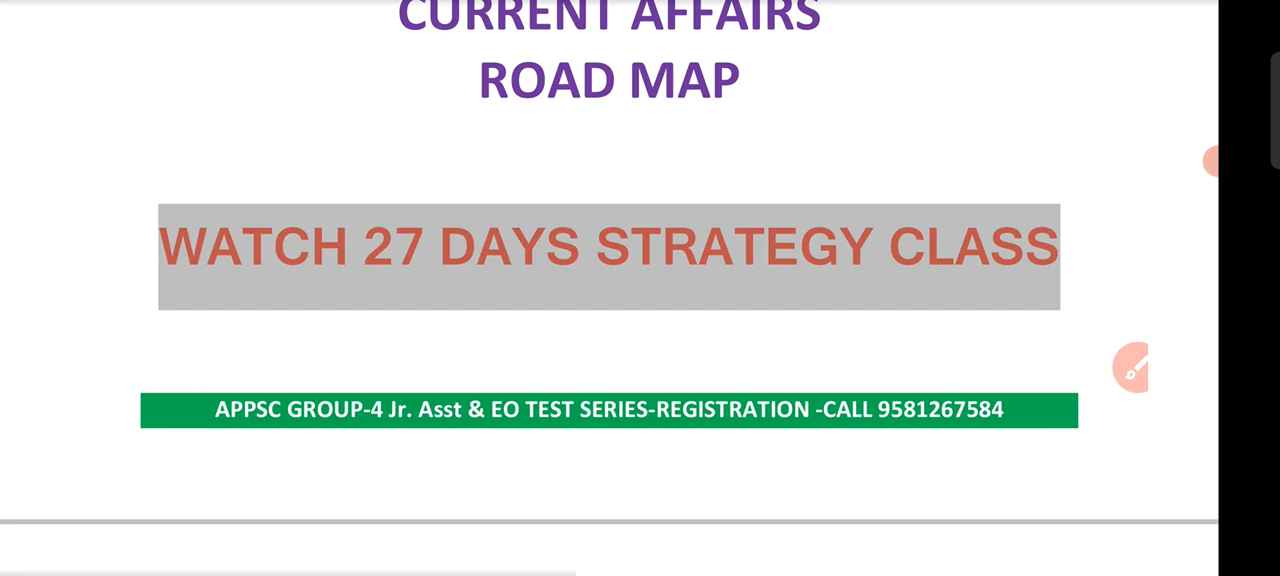 CURRENT AFFAIRS
ROAD MAP
WATCH 27 DAYS STRATEGY CLASS
APPSC GROUP-4 Jr. Asst & EO TEST SERIES-REGISTRATION -CALL 9581267584